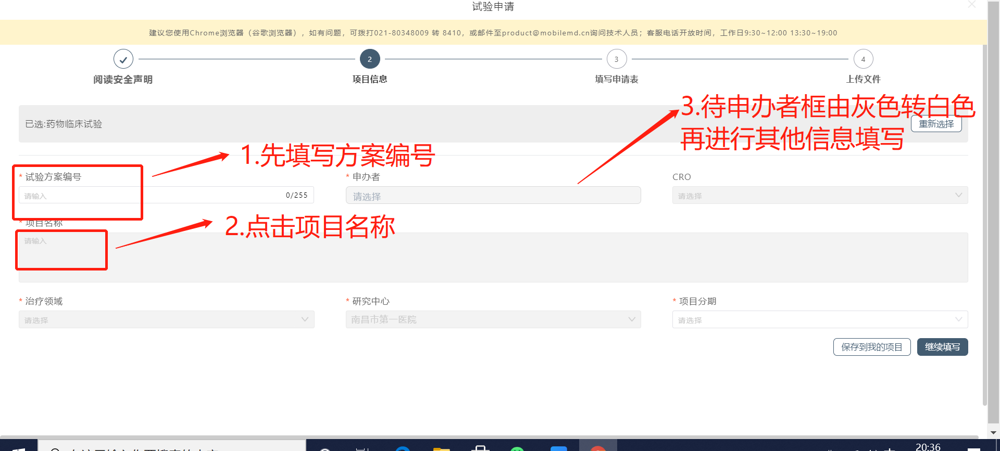 试验申请
建议您使用Chrome浏览器（谷歌浏览器），如有问题，可拨打021-80348009 转 8410，或邮件至product@mobilemd.cn询问技术人员；客服电话开放时间，工作日9:30~12:00 13:30~19:00
2
3
4
阅读安全声明
项目信息
填写申请表
上传文件
3.待申办者框由灰色转白色
再进行其他信息填写
已选:药物临床试验
重新选择
1.先填写方案编号
* 试验方案编号
* 申办者
CRO
请输入
0/255
请选择
请选择
2.点击项目名称
* 项目名称
请输入
* 治疗领域
* 研究中心
* 项目分期
请选择
南昌市第一医院
请选择
保存到我的项目
继续填写
20:36